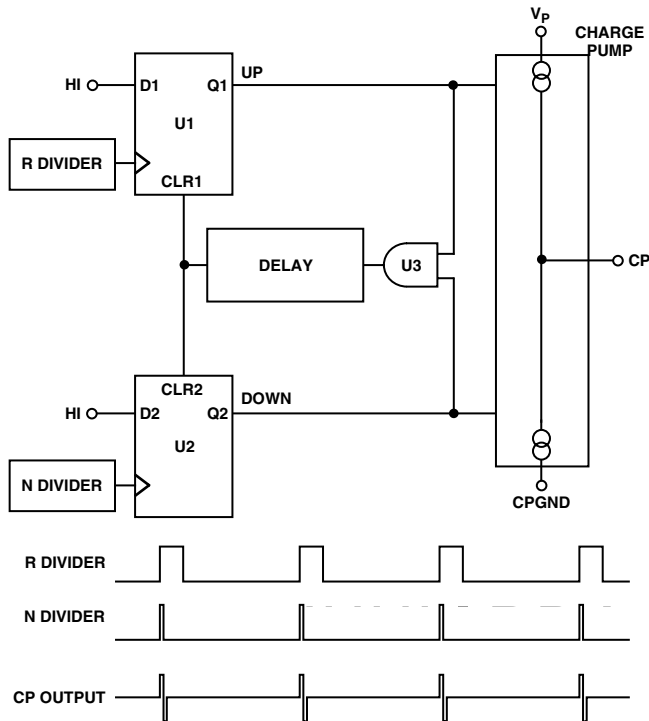 V_P
CHARGE
PUMP
HI
D1
Q1
UP
U1
R DIVIDER
CLR1
DELAY
U3
CP
CLR2
HI
D2
Q2
DOWN
U2
N DIVIDER
CPGND
R DIVIDER
N DIVIDER
CP OUTPUT